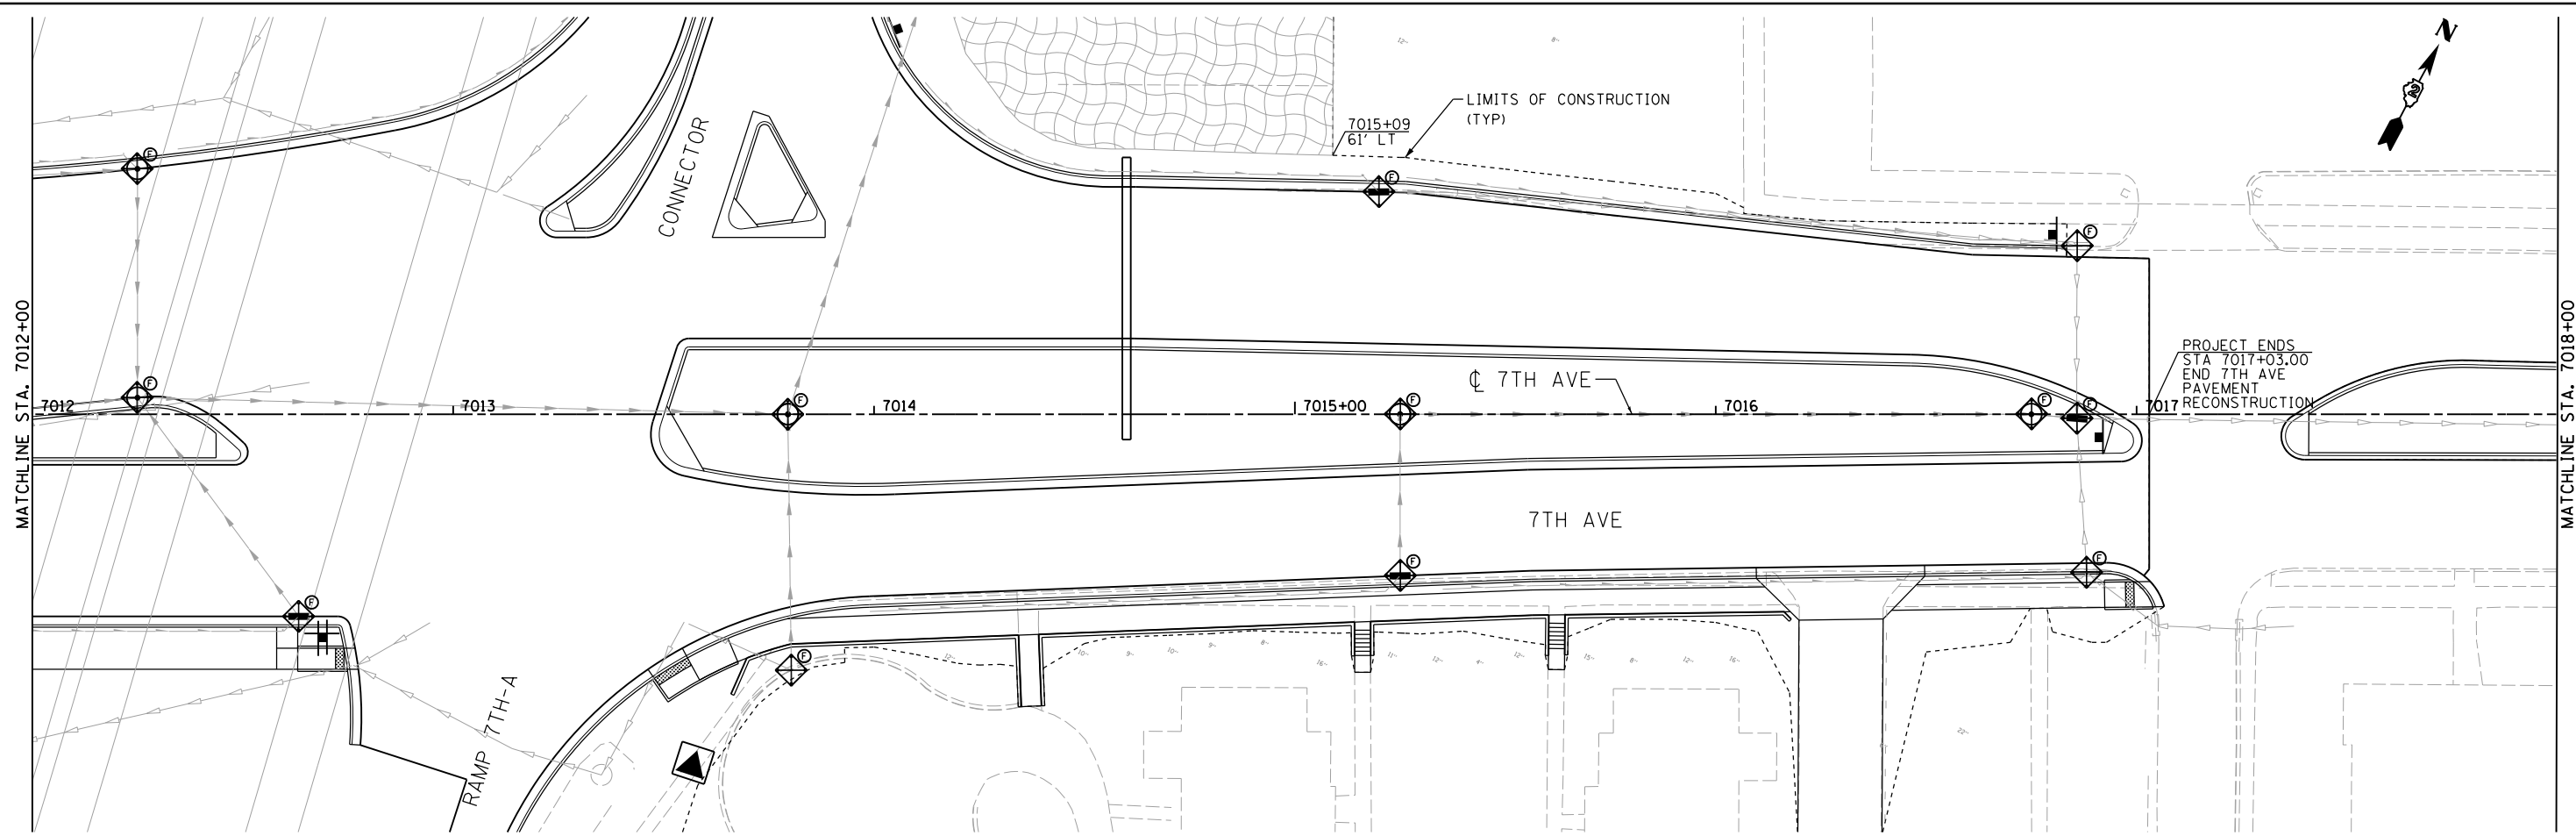 N
2
LIMITS OF CONSTRUCTION
(TYP)
7015+09
61' LT
CONNECTOR
MATCHLINE STA. 7012+00
MATCHLINE STA. 7018+00
PROJECT ENDS
STA 7017+03.00
END 7TH AVE
PAVEMENT
RECONSTRUCTION
℄ 7TH AVE
7012
7013
7014
7015+00
7016
7017
7TH AVE
RAMP 7TH-A
F
F
F
F
F
F
F
F
F
F
F
F